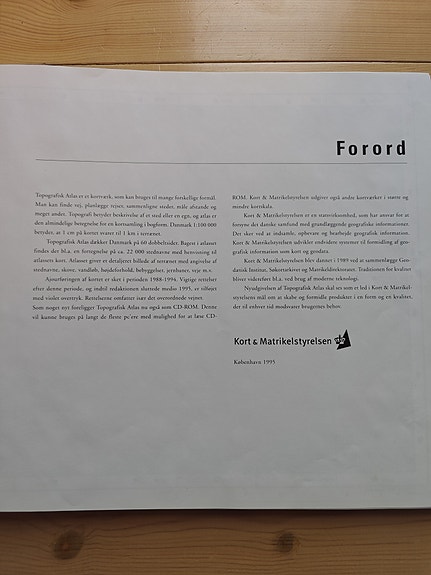 Forord
Topografisk Atlas er et kortværk, som kan bruges til mange forskellige formål.
Man kan finde vej, planlægge rejser, sammenligne steder, måle afstande og
meget andet. Topografi betyder beskrivelse af et sted eller en egn, og atlas er
den almindelige betegnelse for en kortsamling i bogform. Danmark 1:100 000
betyder, at 1 cm på kortet svarer til 1 km i terrænet.
Topografisk Atlas dækker Danmark på 60 dobbeltsider. Bagest i atlasset
findes der bl.a. en fortegnelse på ca. 22 000 stednavne med henvisning til
atlassets kort. Atlasset giver et detaljeret billede af terrænet med angivelse af
stednavne, skove, vandløb, højdeforhold, bebyggelser, jernbaner, veje m.v.
Ajourføringen af kortet er sket i perioden 1988-1994. Vigtige rettelser
efter denne periode, og indtil redaktionen sluttede medio 1995, er tilføjet
med violet overtryk. Rettelserne omfatter især det overordnede vejnet.
Som noget nyt foreligger Topografisk Atlas nu også som CD-ROM. Denne
vil kunne bruges på langt de fleste pc'ere med mulighed for at læse CD-
ROM. Kort & Matrikelstyrelsen udgiver også andre kortværker i større og
mindre kortskala.
Kort & Matrikelstyrelsen er en statsvirksomhed, som har ansvar for at
forsyne det danske samfund med grundlæggende geografiske informationer.
Det sker ved at indsamle, opbevare og bearbejde geografisk information.
Kort & Matrikelstyrelsen udvikler endvidere systemer til formidling af geo-
grafisk information som kort og geodata.
Kort & Matrikelstyrelsen blev dannet i 1989 ved at sammenlægge Geo-
dætisk Institut, Søkortarkivet og Matrikeldirektoratet. Traditionen for kvalitet
bliver videreført bl.a. ved brug af moderne teknologi.
Nyudgivelsen af Topografisk Atlas skal ses som et led i Kort & Matrikel-
styrelsens mål om at skabe og formidle produkter i en form og en kvalitet,
der til enhver tid modsvarer brugernes behov.
Kort & Matrikelstyrelsen
København 1995